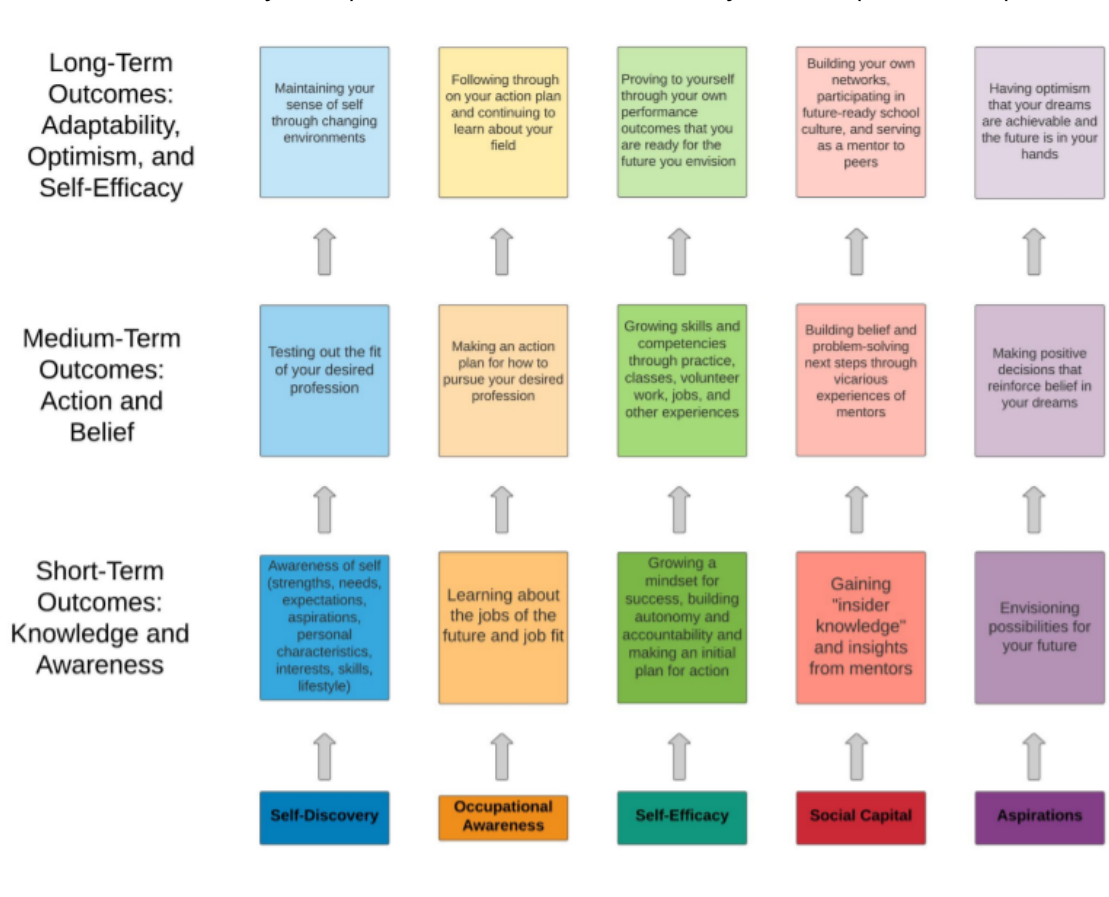 Long-Term
Outcomes:
Adaptability,
Optimism, and
Self-Efficacy
Maintaining your
sense of self
through changing
environments
Following through
on your action plan
and continuing to
learn about your
field
Proving to yourself
through your own
performance
outcomes that you
are ready for the
future you envision
Building your own
networks,
participating in
future-ready school
culture, and serving
as a mentor to
peers
Having optimism
that your dreams
are achievable and
the future is in your
hands
Medium-Term
Outcomes:
Action and
Belief
Testing out the fit
of your desired
profession
Making an action
plan for how to
pursue your desired
profession
Growing skills and
competencies
through practice,
classes, volunteer
work, jobs, and
other experiences
Building belief and
problem-solving
next steps through
vicarious
experiences of
mentors
Making positive
decisions that
reinforce belief in
your dreams
Short-Term
Outcomes:
Knowledge and
Awareness
Awareness of self
(strengths, needs,
expectations,
aspirations,
personal
characteristics,
interests, skills,
lifestyle)
Learning about
the jobs of the
future and job fit
Growing a
mindset for
success, building
autonomy and
accountability and
making an initial
plan for action
Gaining
"insider
knowledge"
and insights
from mentors
Envisioning
possibilities for
your future
Self-Discovery
Occupational
Awareness
Self-Efficacy
Social Capital
Aspirations